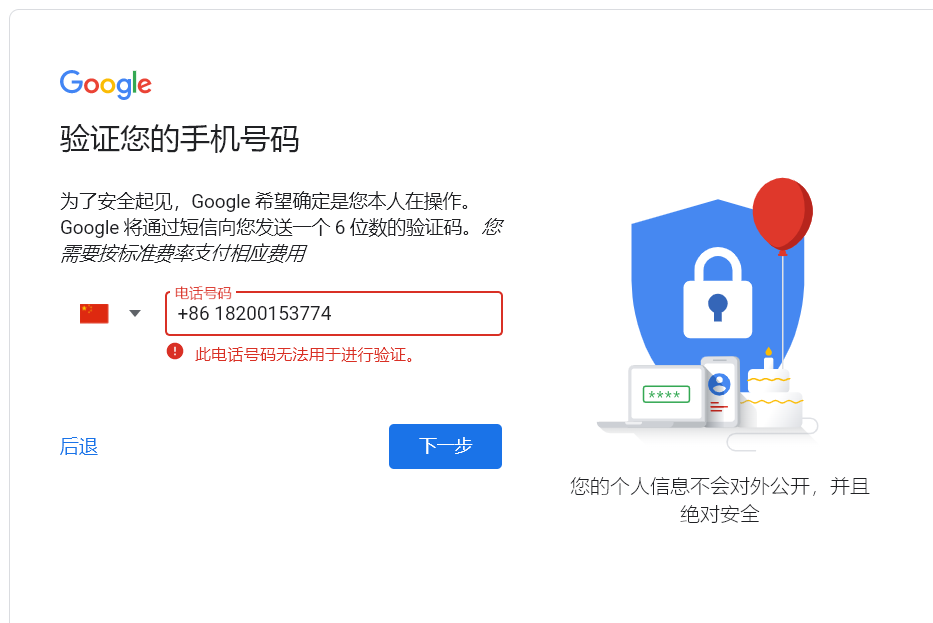 Google
验证您的手机号码
为了安全起见，Google 希望确定是您本人在操作。
Google 将通过短信向您发送一个 6 位数的验证码。您
需要按标准费率支付相应费用
电话号码
+86 18200153774
此电话号码无法用于进行验证。
后退
下一步
****
您的个人信息不会对外公开，并且
绝对安全